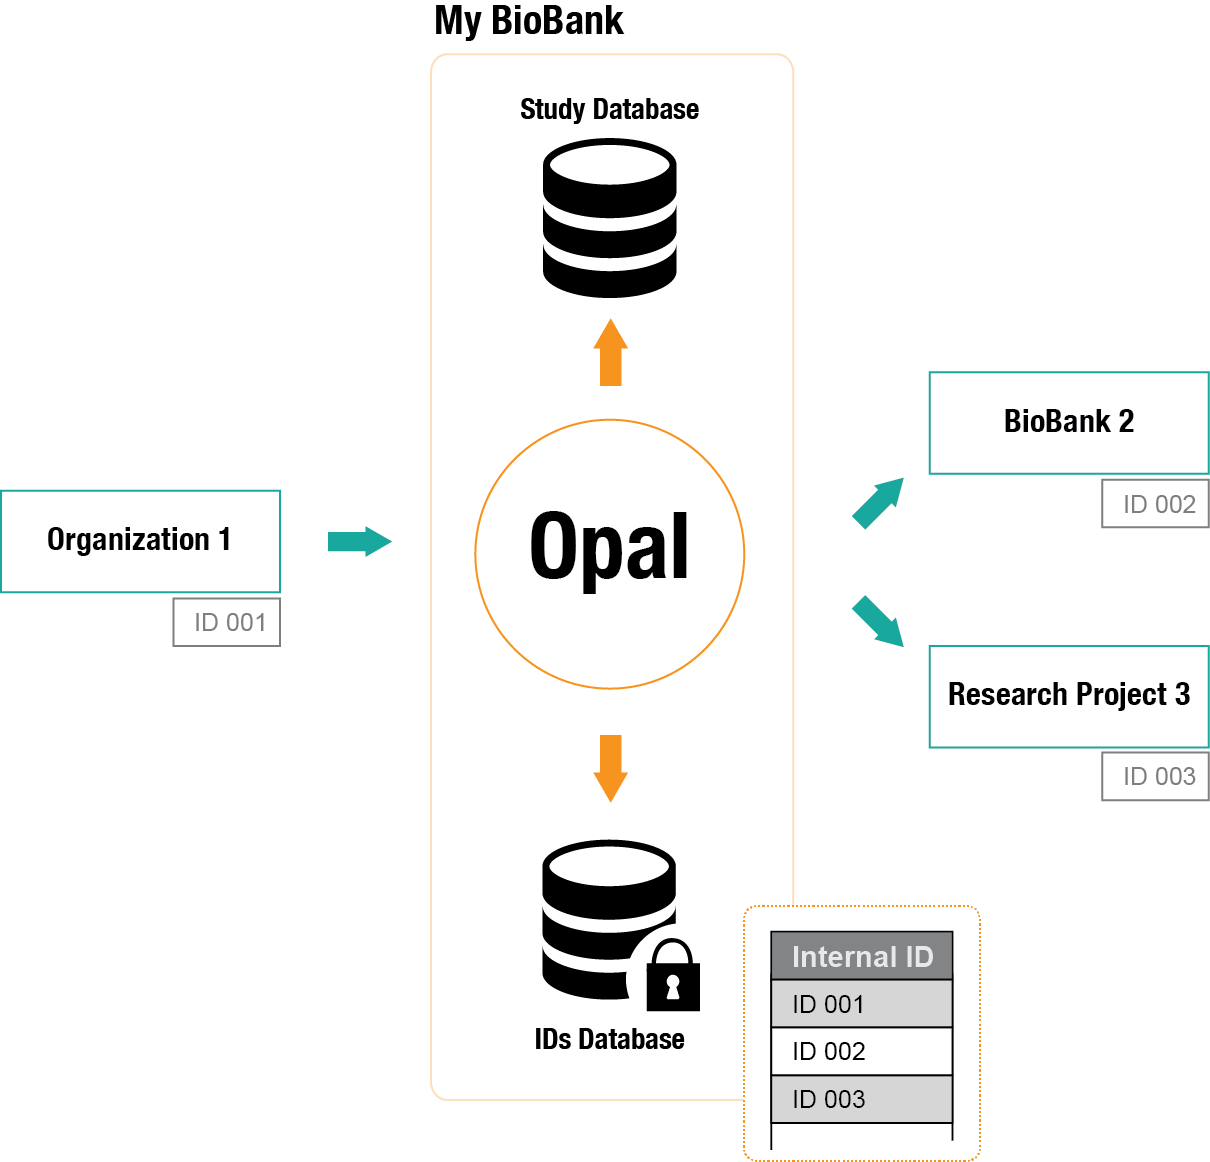 My BioBank
Study Database
Organization 1
ID 001
Opal
BioBank 2
ID 002
Research Project 3
ID 003
IDs Database
Internal ID
ID 001
ID 002
ID 003